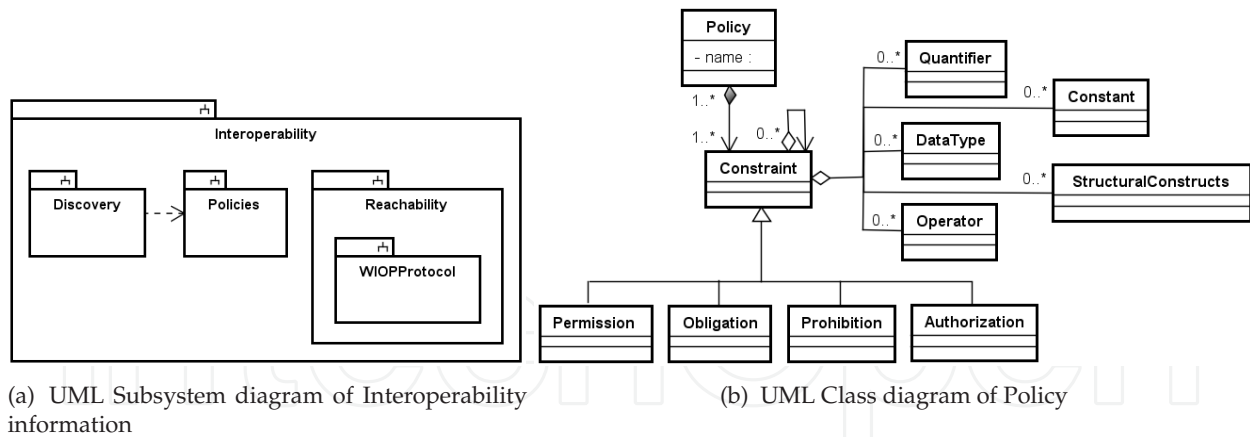 Interoperability
Discovery
Policies
Reachability
WIOPProtocol
(a) UML Subsystem diagram of Interoperability
information
Policy
- name :
1..*
1..*
0..*
Constraint
0..*
Quantifier
0..*
Constant
0..*
DataType
0..*
StructuralConstructs
0..*
Operator
Permission
Obligation
Prohibition
Authorization
(b) UML Class diagram of Policy